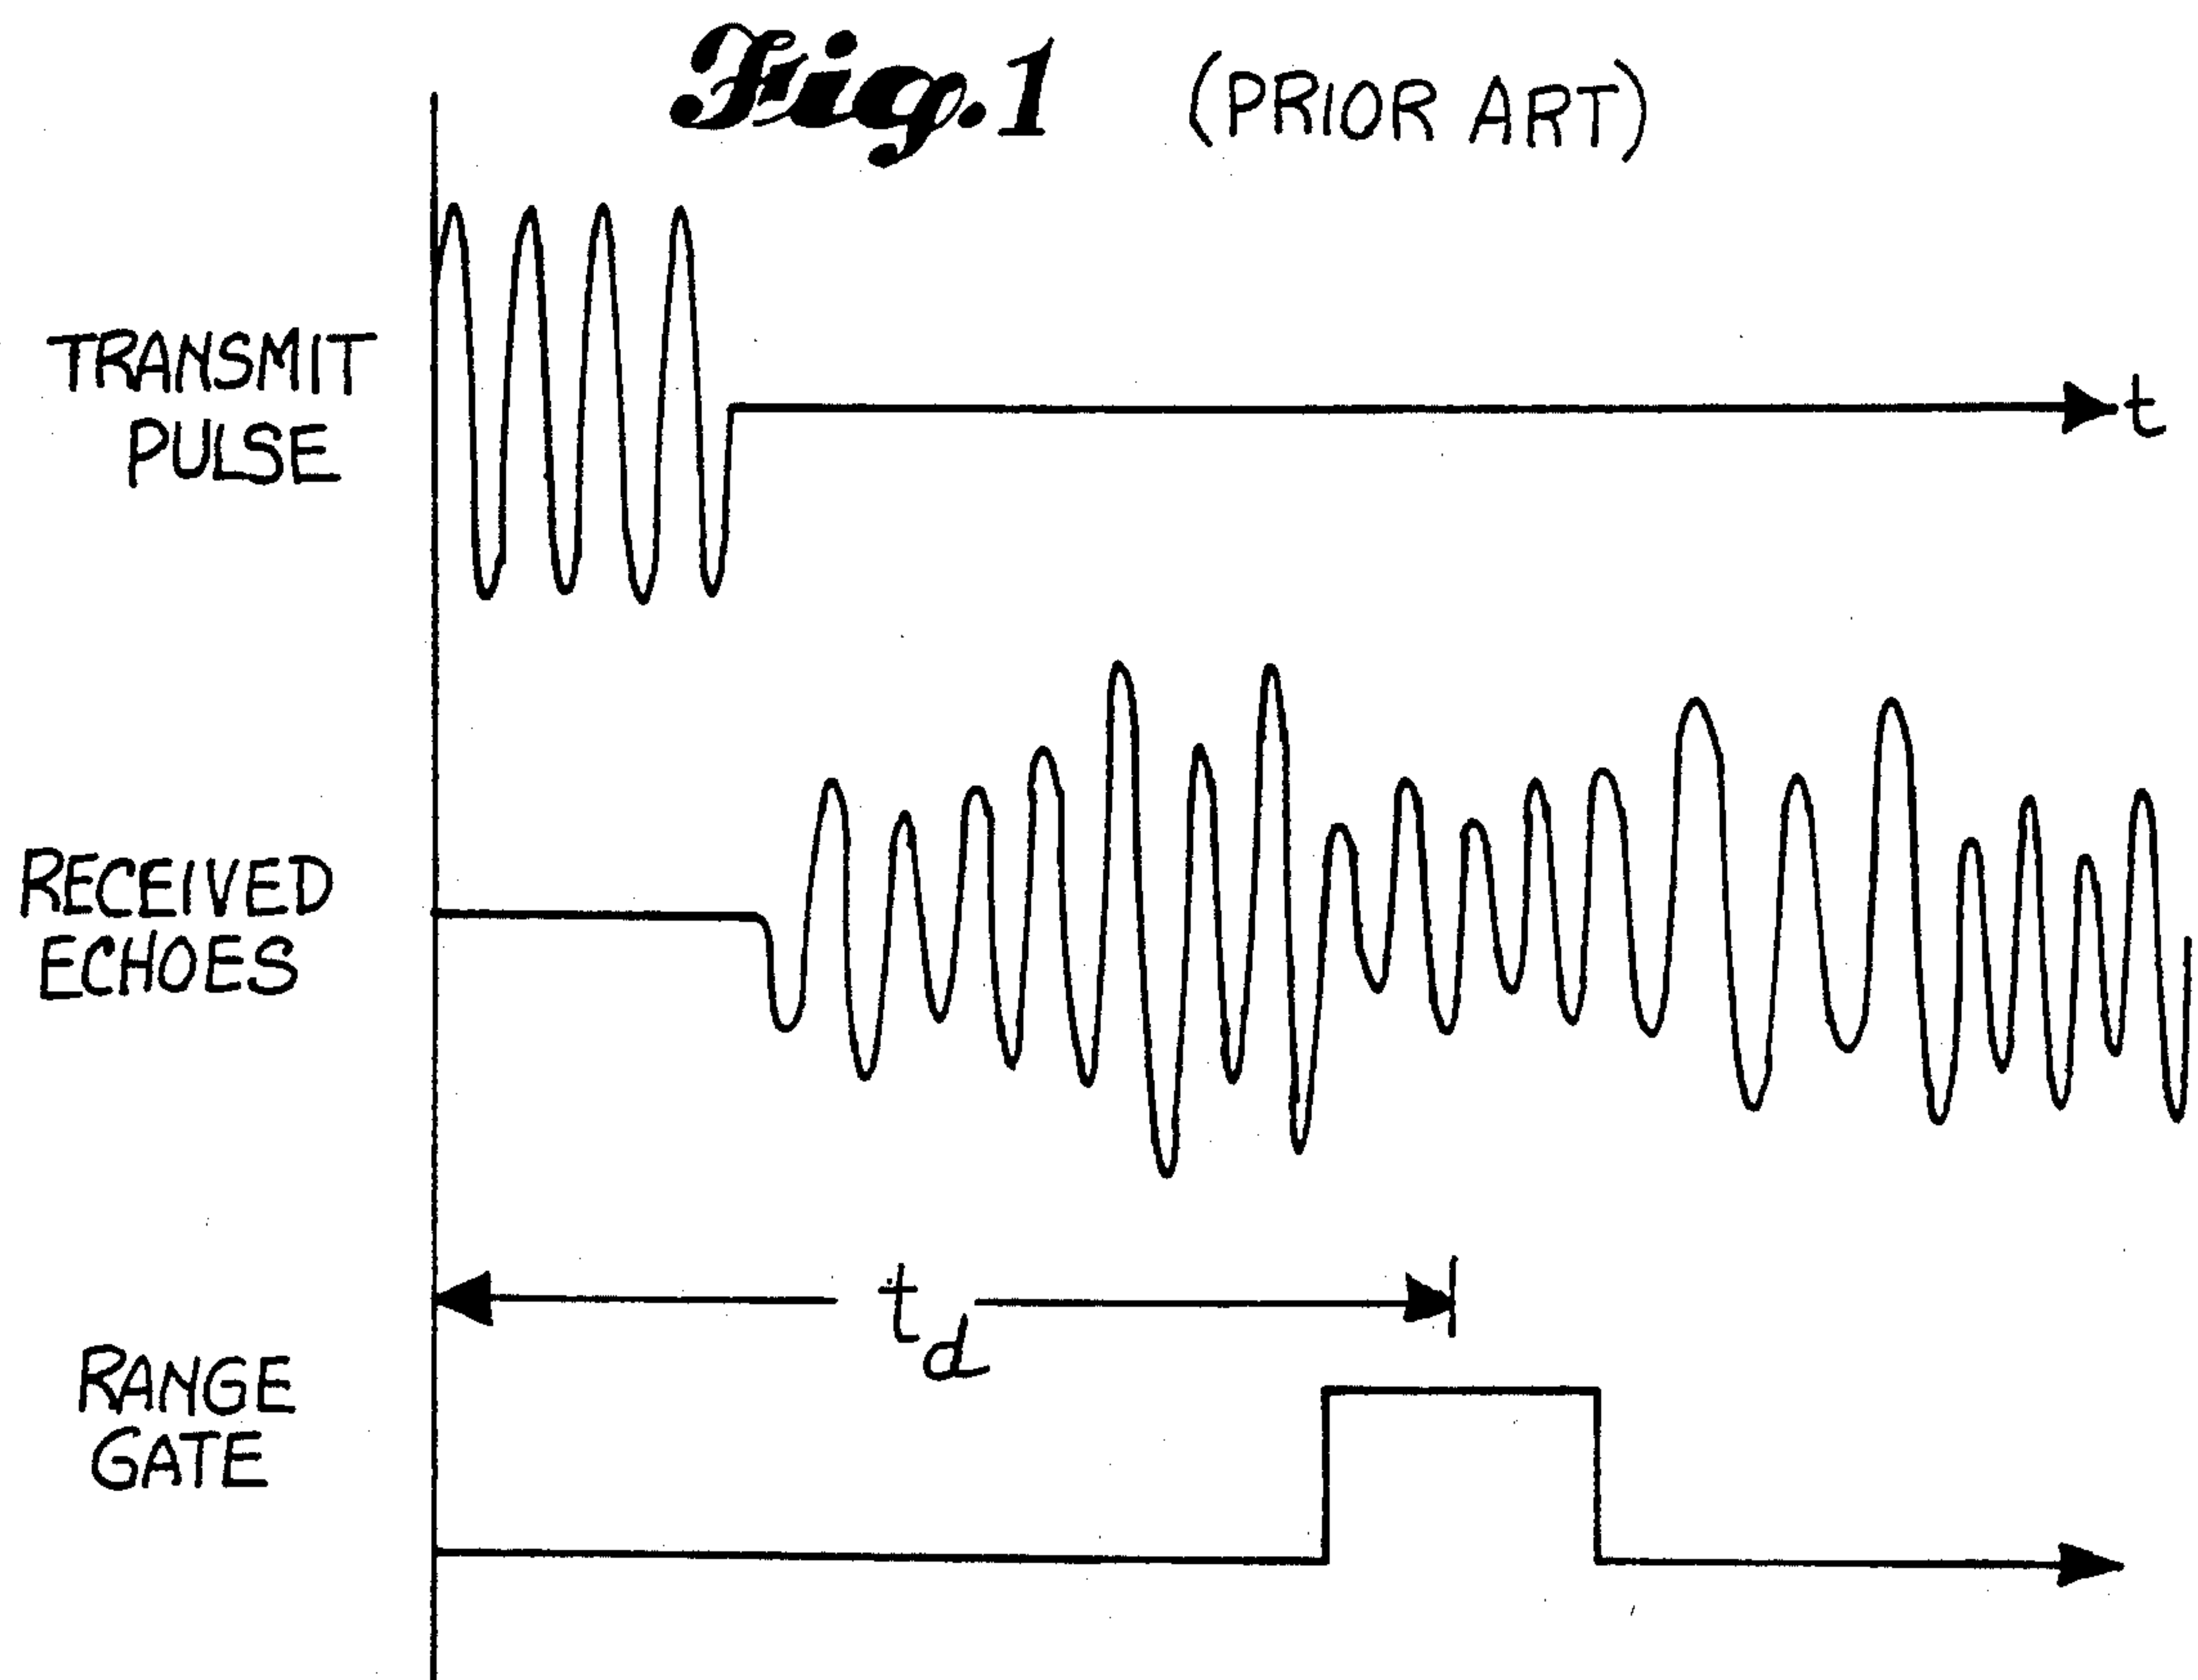 Fig.1 (PRIOR ART)
TRANSMIT
PULSE
t
RECEIVED
ECHOES
td
RANGE
GATE